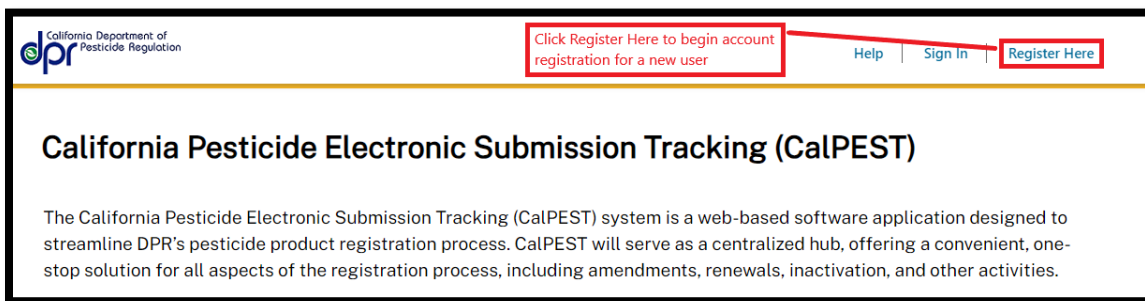 California Department of
Pesticide Regulation
dpr
Click Register Here to begin account
registration for a new user
Help
Sign In
Register Here
California Pesticide Electronic Submission Tracking (CalPEST)
The California Pesticide Electronic Submission Tracking (CalPEST) system is a web-based software application designed to
streamline DPR’s pesticide product registration process. CalPEST will serve as a centralized hub, offering a convenient, one-
stop solution for all aspects of the registration process, including amendments, renewals, inactivation, and other activities.